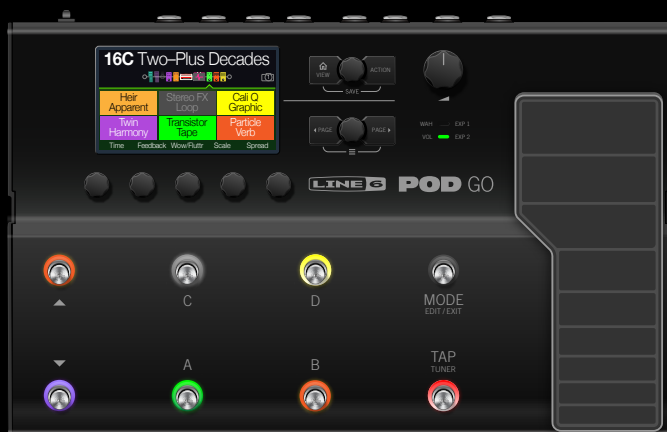 16C Two-Plus Decades
Heir Apparent
Stereo FX Loop
Cali Q Graphic
Twin Harmony
Transistor Tape
Particle Verb
Time Feedback Wow/Fluttr Scale Spread
VIEW
ACTION
SAVE
PAGE
PAGE
WAH EXP 1
VOL EXP 2
LINE 6 POD GO
C
D
MODE
EDIT/EXIT
A
B
TAP
TUNER